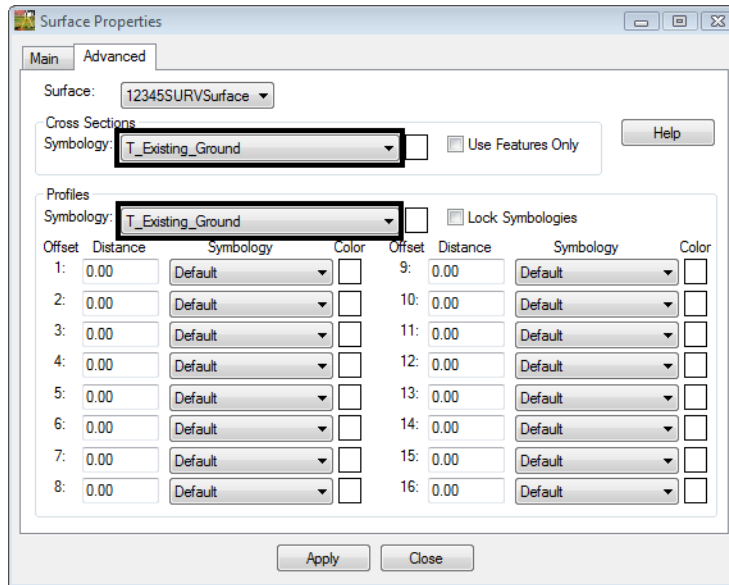 Surface Properties
Main Advanced
Surface: 12345SURVSurface
Cross Sections
Symbology: T_Existing_Ground Use Features Only Help
Profiles
Symbology: T_Existing_Ground Lock Symbologies
Offset Distance Symbology Color Offset Distance Symbology Color
1: 0.00 Default 9: 0.00 Default
2: 0.00 Default 10: 0.00 Default
3: 0.00 Default 11: 0.00 Default
4: 0.00 Default 12: 0.00 Default
5: 0.00 Default 13: 0.00 Default
6: 0.00 Default 14: 0.00 Default
7: 0.00 Default 15: 0.00 Default
8: 0.00 Default 16: 0.00 Default
Apply Close